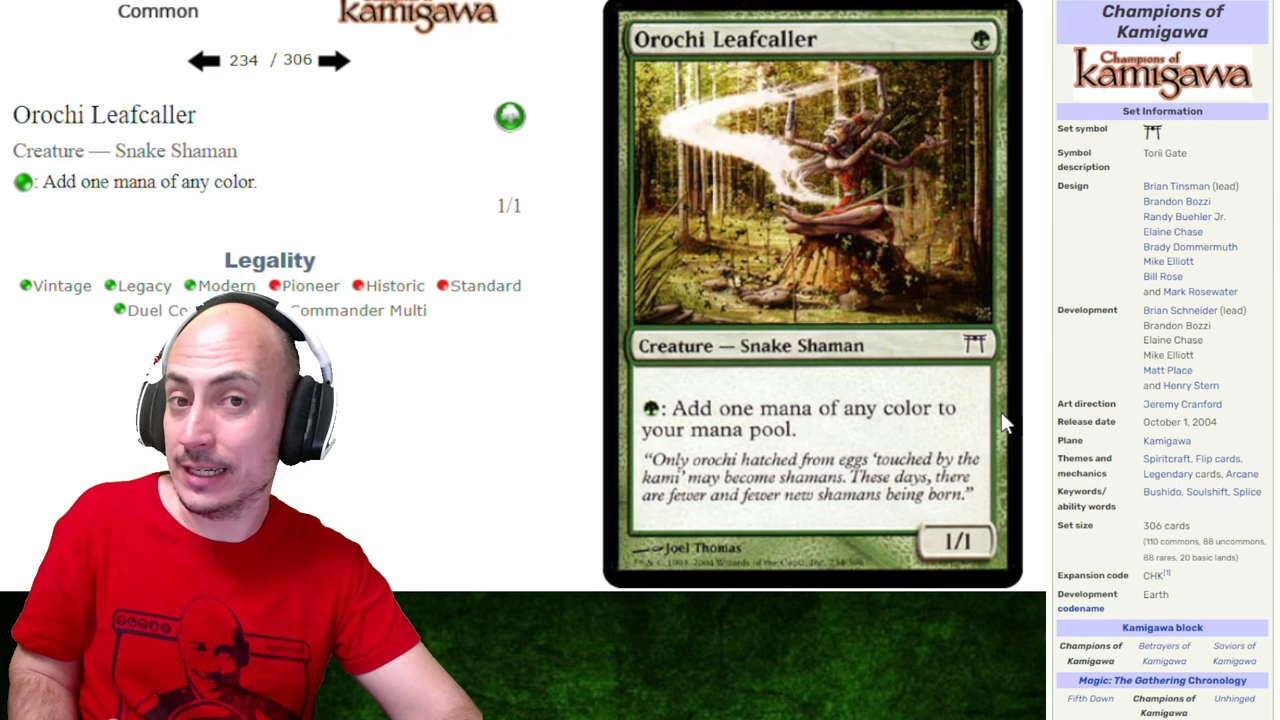 Common
kamigawa
234 / 306
Orochi Leafcaller
Creature — Snake Shaman
: Add one mana of any color.
1/1
Legality
Vintage Legacy Modern Pioneer Historic Standard
Duel Co Commander Multi
Orochi Leafcaller
Creature — Snake Shaman
: Add one mana of any color to
your mana pool.
“Only orochi hatched from eggs ‘touched by the
kami’ may become shamans. These days, there
are fewer and fewer new shamans being born.”
1/1
Joel Thomas
Champions of
Kamigawa
Champions of
kamigawa
Set Information
Set symbol
Symbol description Torii Gate
Design Brian Tinsman (lead)
Brandon Bozzi
Randy Buehler Jr.
Elaine Chase
Brady Dommermuth
Mike Elliott
Bill Rose
and Mark Rosewater
Development Brian Schneider (lead)
Brandon Bozzi
Elaine Chase
Mike Elliott
Matt Place
and Henry Stern
Art direction Jeremy Cranford
Release date October 1, 2004
Plane Kamigawa
Themes and Spiritcraft, Flip cards,
mechanics Legendary cards, Arcane
Keywords/ Bushido, Soulshift, Splice
ability words
Set size 306 cards
(110 commons, 88 uncommons,
88 rares, 20 basic lands)
Expansion code CHK[1]
Development Earth
codename
Kamigawa block
Champions of Betrayers of Saviors of
Kamigawa Kamigawa Kamigawa
Magic: The Gathering Chronology
Fifth Dawn Champions of Unhinged
Kamigawa